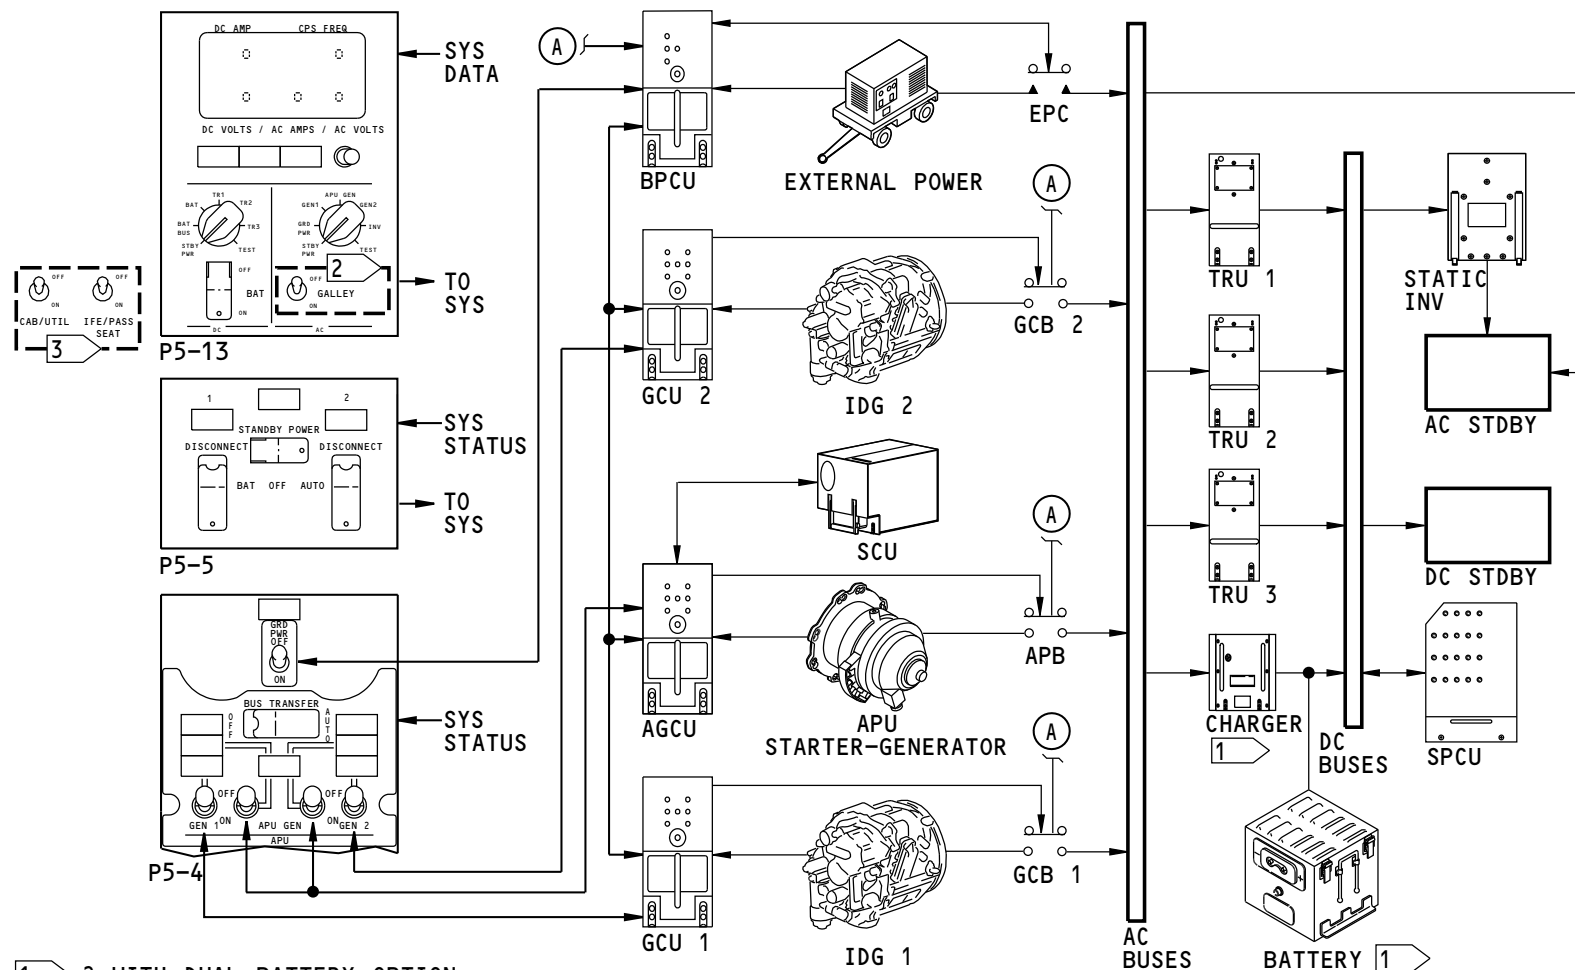 DC AMP CPS FREQ
DC VOLTS / AC AMPS / AC VOLTS
BAT TR1 TR2
BAT BUS TR3
STBY PWR TEST
APU GEN
GEN1 GEN2
GRD PWR INV
STBY PWR TEST
OFF
BAT
ON
2
OFF
GALLEY
ON
DC AC
P5-13
SYS DATA
TO SYS
OFF OFF
ON ON
CAB/UTIL IFE/PASS SEAT
3
1 2
STANDBY POWER
DISCONNECT DISCONNECT
BAT OFF AUTO
P5-5
SYS STATUS
TO SYS
GRD PWR
OFF
ON
BUS TRANSFER
OFF AUTO
OFF OFF
GEN 1 ON APU GEN ON GEN 2
APU
P5-4
SYS STATUS
A
BPCU
EXTERNAL POWER
EPC
A
GCU 2
IDG 2
GCB 2
SCU
A
AGCU
APU
STARTER-GENERATOR
APB
A
GCU 1
IDG 1
GCB 1
AC BUSES
TRU 1
TRU 2
TRU 3
CHARGER
1
DC BUSES
BATTERY 1
STATIC INV
AC STDBY
DC STDBY
SPCU
1 2 WITH DUAL BATTERY OPTION